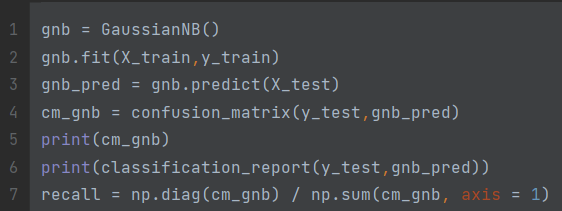 1 gnb = GaussianNB()
2 gnb.fit(X_train,y_train)
3 gnb_pred = gnb.predict(X_test)
4 cm_gnb = confusion_matrix(y_test,gnb_pred)
5 print(cm_gnb)
6 print(classification_report(y_test,gnb_pred))
7 recall = np.diag(cm_gnb) / np.sum(cm_gnb, axis = 1)